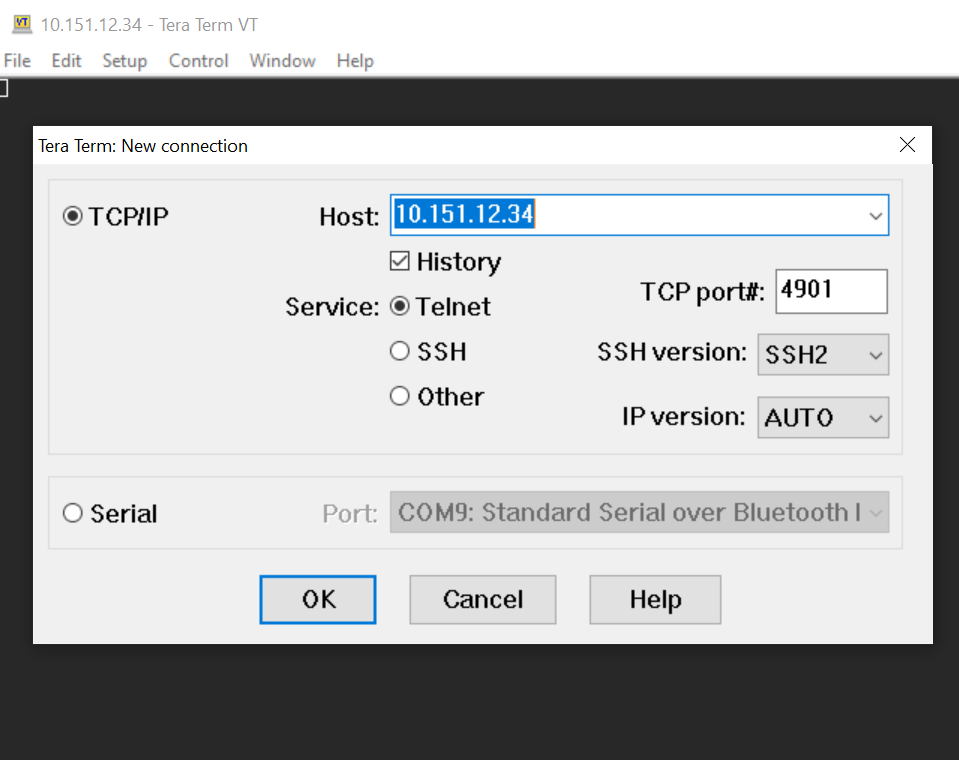 10.151.12.34 - Tera Term VT
File Edit Setup Control Window Help
Tera Term: New connection
TCP/IP Host: 10.151.12.34
History
TCP port#: 4901
Service: Telnet
SSH SSH version: SSH2
Other
IP version: AUTO
Serial Port: COM9: Standard Serial over Bluetooth l
OK Cancel Help